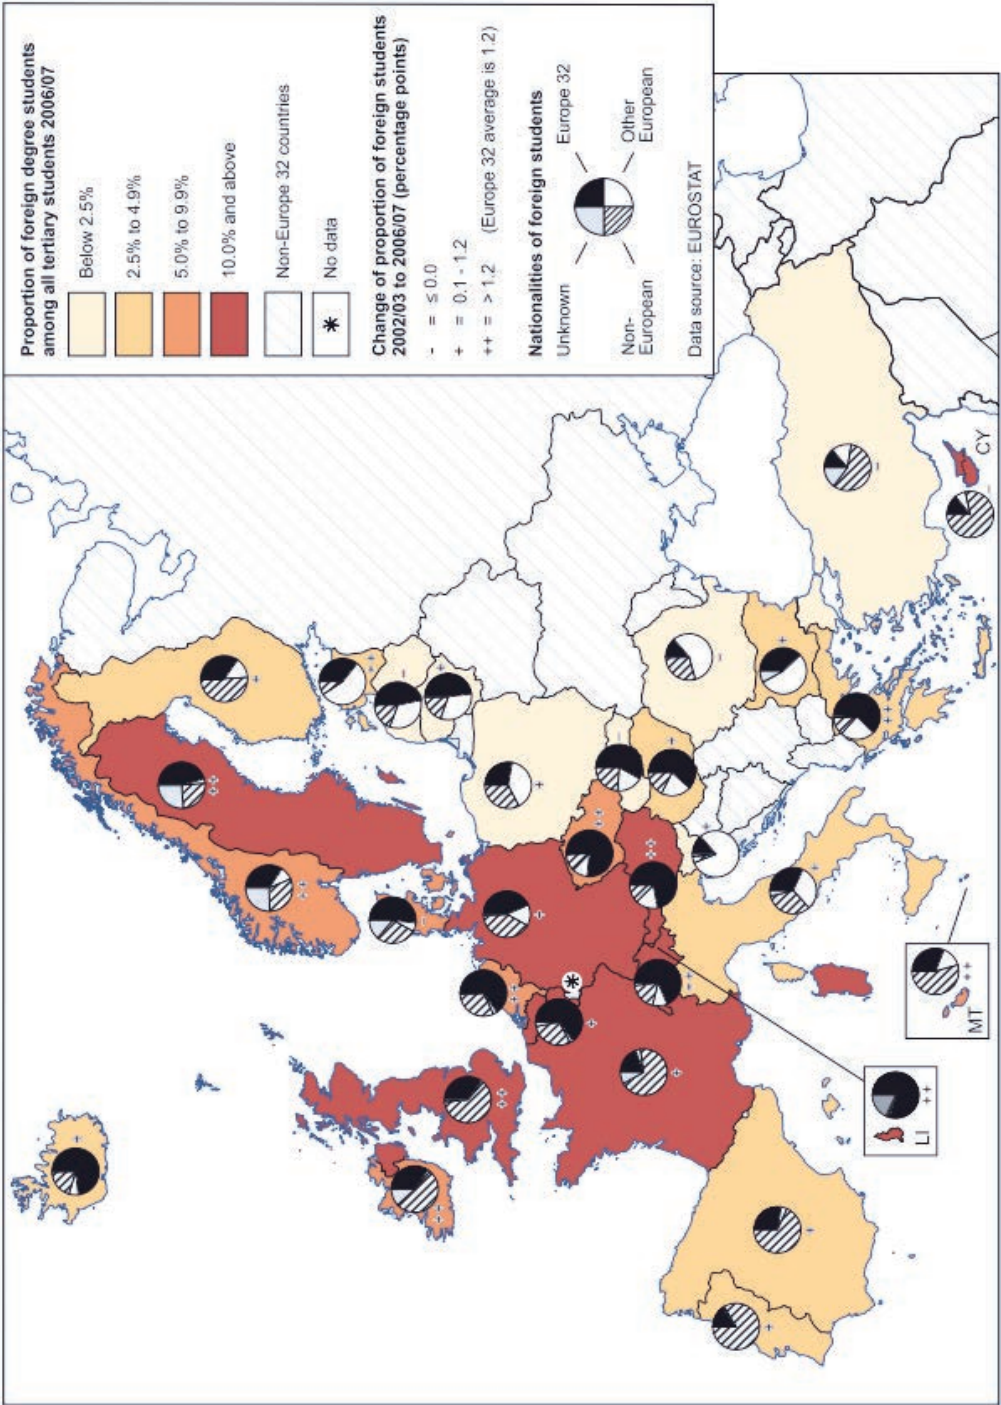 Proportion of foreign degree students
among all tertiary students 2006/07
Below 2.5%
2.5% to 4.9%
5.0% to 9.9%
10.0% and above
Non-Europe 32 countries
* No data
Change of proportion of foreign students
2002/03 to 2006/07 (percentage points)
- = ≤ 0.0
+ = 0.1 - 1.2
++ = > 1.2 (Europe 32 average is 1.2)
Nationalities of foreign students
Unknown
Europe 32
Non-
European
Other
European
Data source: EUROSTAT
CY
MT
LI